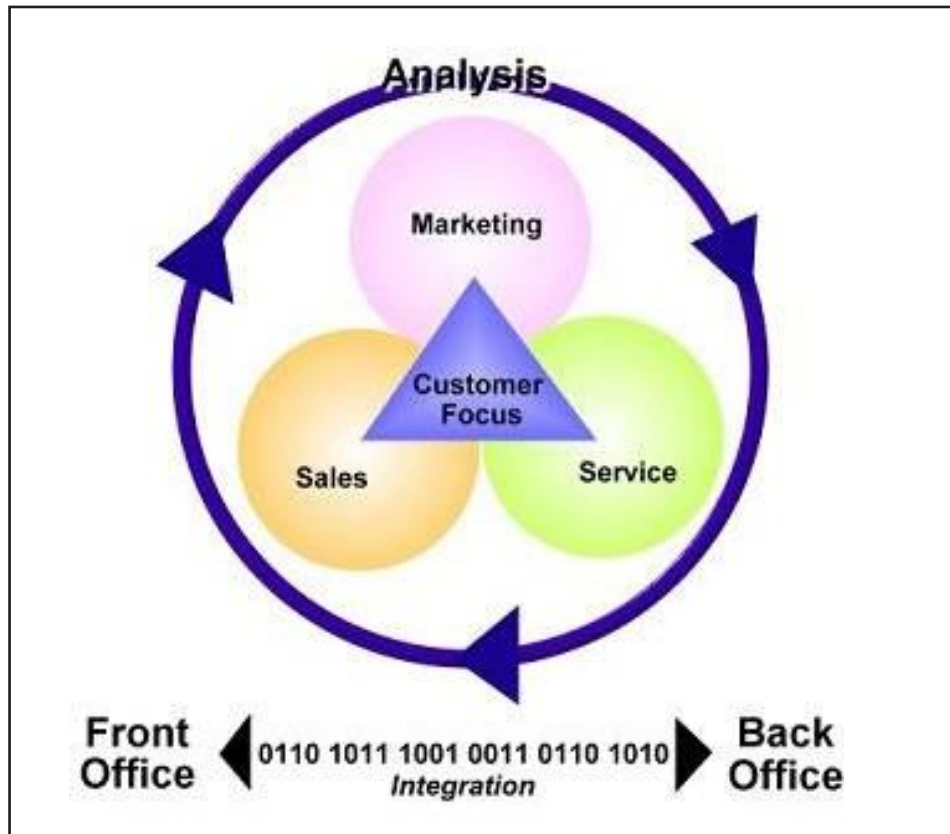 Analysis
Marketing
Customer
Focus
Sales
Service
Front
Office
0110 1011 1001 0011 0110 1010
Integration
Back
Office